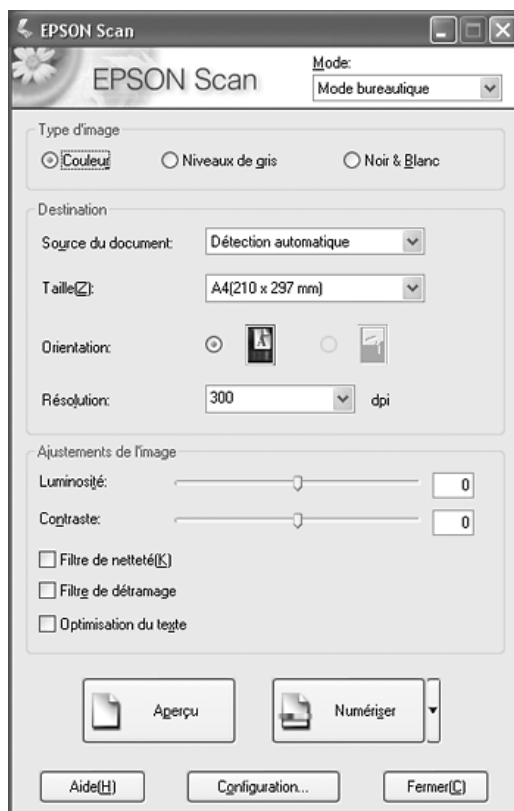 EPSON Scan
EPSON Scan
Mode:
Mode bureautique
Type d'image
Couleur Niveaux de gris Noir & Blanc
Destination
Source du document: Détection automatique
Taille(Z): A4(210 x 297 mm)
Orientation:
Résolution: 300 dpi
Ajustements de l'image
Luminosité: 0
Contraste: 0
Filtre de netteté(K)
Filtre de détramage
Optimisation du texte
Aperçu Numériser
Aide(H) Configuration... Fermer(C)